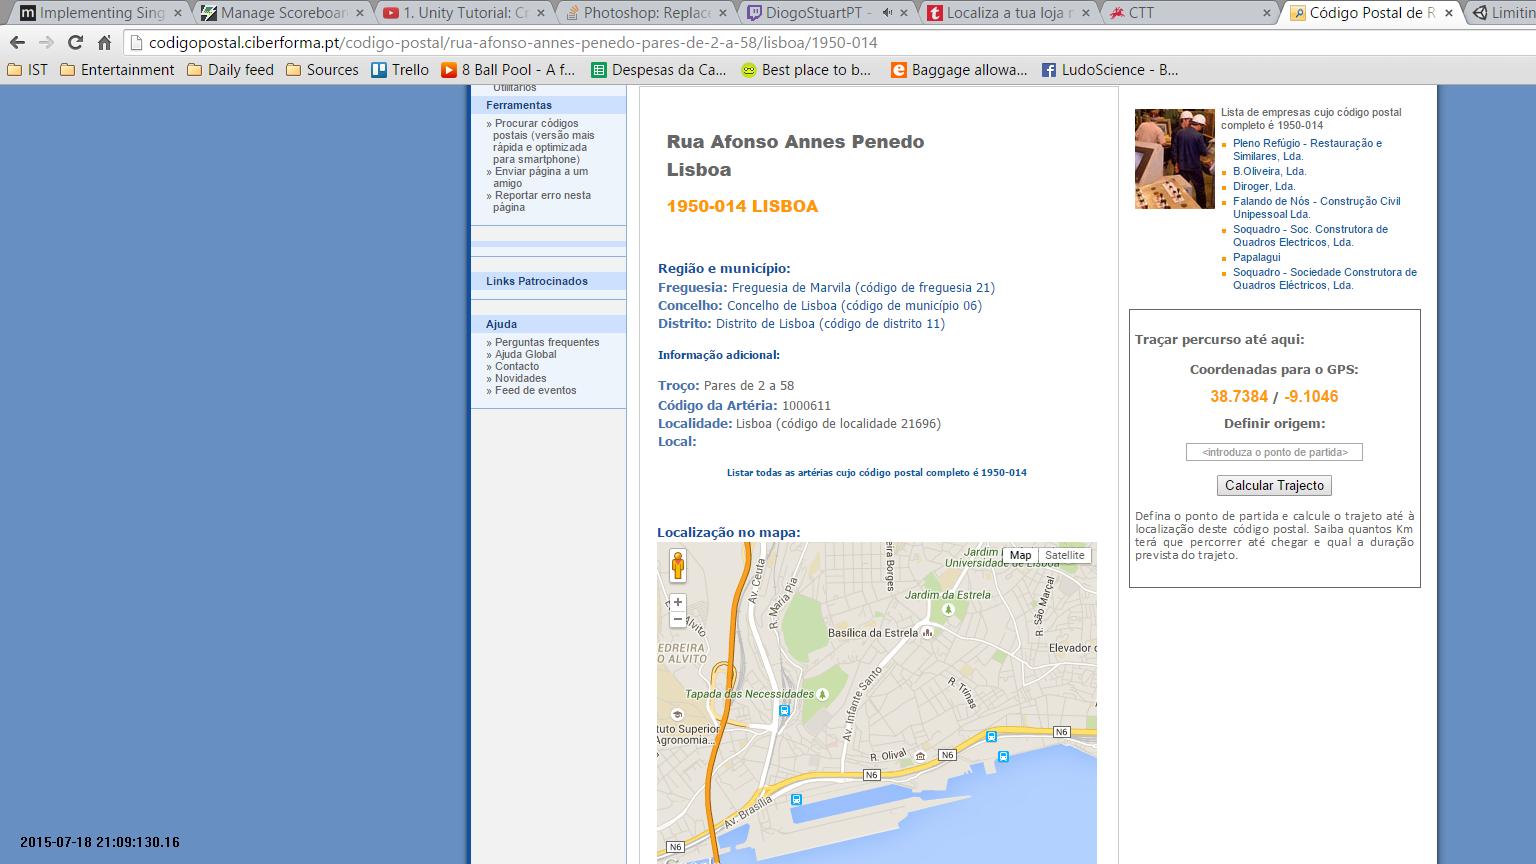 Implementing Sing
Manage Scoreboar
1. Unity Tutorial: Cr
Photoshop: Replace
DiogoStuartPT -
Localiza a tua loja n
CTT
Código Postal de R
Limitin
codigopostal.ciberforma.pt/codigo-postal/rua-afonso-annes-penedo-pares-de-2-a-58/lisboa/1950-014
IST
Entertainment
Daily feed
Sources
Trello
8 Ball Pool - A f...
Despesas da Ca...
Best place to b...
Baggage allowa...
LudoScience - B...
Utilitários
Ferramentas
» Procurar códigos
postais (versão mais
rápida e optimizada
para smartphone)
» Enviar página a um
amigo
» Reportar erro nesta
página
Links Patrocinados
Ajuda
» Perguntas frequentes
» Ajuda Global
» Contacto
» Novidades
» Feed de eventos
Rua Afonso Annes Penedo
Lisboa
1950-014 LISBOA
Região e município:
Freguesia: Freguesia de Marvila (código de freguesia 21)
Concelho: Concelho de Lisboa (código de município 06)
Distrito: Distrito de Lisboa (código de distrito 11)
Informação adicional:
Troço: Pares de 2 a 58
Código da Artéria: 1000611
Localidade: Lisboa (código de localidade 21696)
Local:
Listar todas as artérias cujo código postal completo é 1950-014
Localização no mapa:
Map
Satellite
Av. Ceuta
R. Maria Pia
eira Borges
Jardim
Universidade de Lisboa
Jardim da Estrela
R. São Marçal
Basílica da Estrela
Elevador
Alvito
EDREIRA
O ALVITO
Tapada das Necessidades
Av. Infante Santo
R. Trinas
tuto Superior
Agronomia...
R. Olival
N6
N6
N6
Av. Brasília
N6
Lista de empresas cujo código postal
completo é 1950-014
Pleno Refúgio - Restauração e
Similares, Lda.
B.Oliveira, Lda.
Diroger, Lda.
Falando de Nós - Construção Civil
Unipessoal Lda.
Soquadro - Soc. Construtora de
Quadros Electricos, Lda.
Papalagui
Soquadro - Sociedade Construtora de
Quadros Eléctricos, Lda.
Traçar percurso até aqui:
Coordenadas para o GPS:
38.7384 / -9.1046
Definir origem:
<introduza o ponto de partida>
Calcular Trajecto
Defina o ponto de partida e calcule o trajeto até à
localização deste código postal. Saiba quantos Km
terá que percorrer até chegar e qual a duração
prevista do trajeto.
2015-07-18 21:09:130.16